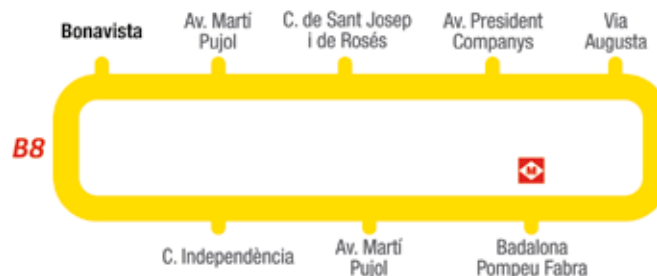 Bonavista
Av. Martí
Pujol
C. de Sant Josep
i de Rosés
Av. President
Companys
Via
Augusta
B8
M
C. Independència
Av. Martí
Pujol
Badalona
Pompeu Fabra